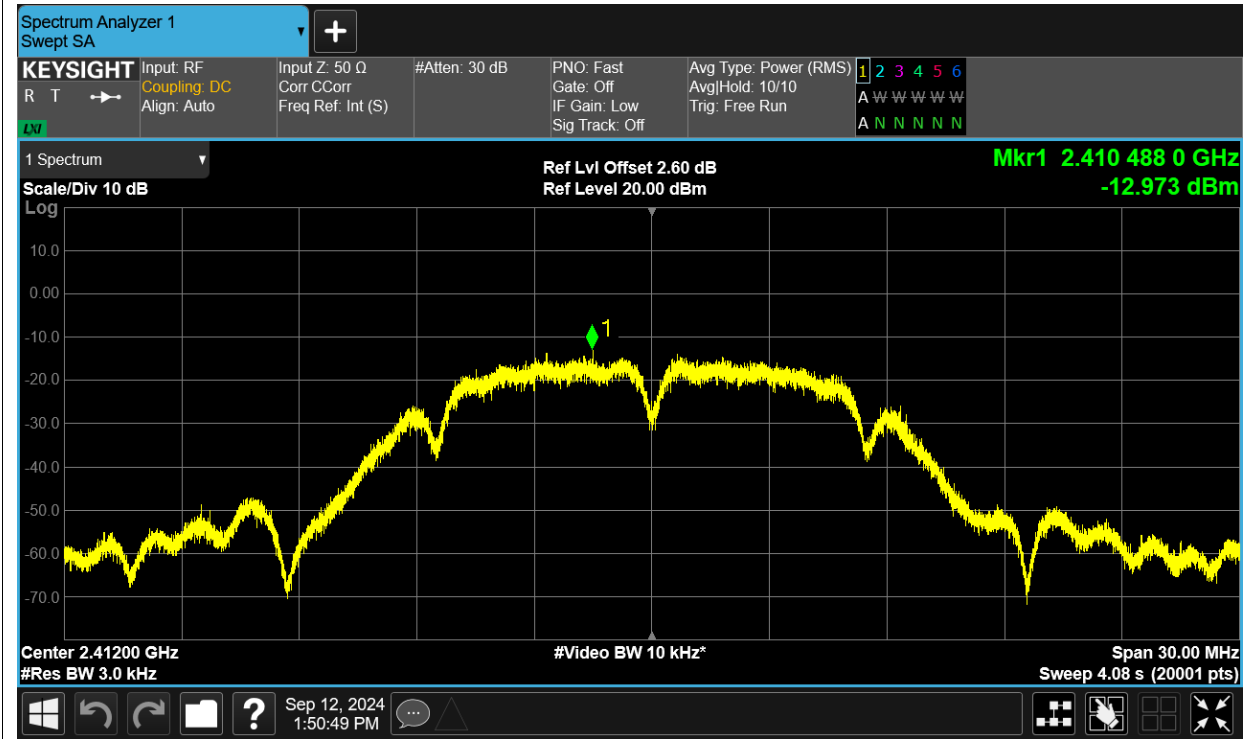 Spectrum Analyzer 1
Swept SA
+
KEYSIGHT
R T
LXI
Input: RF
Coupling: DC
Align: Auto
Input Z: 50 Ω
Corr CCorr
Freq Ref: Int (S)
#Atten: 30 dB
PNO: Fast
Gate: Off
IF Gain: Low
Sig Track: Off
Avg Type: Power (RMS)
Avg|Hold: 10/10
Trig: Free Run
1 2 3 4 5 6
A W W W W W
A N N N N N
1 Spectrum
Scale/Div 10 dB
Ref Lvl Offset 2.60 dB
Ref Level 20.00 dBm
Mkr1 2.410 488 0 GHz
-12.973 dBm
Log
10.0
0.00
-10.0
-20.0
-30.0
-40.0
-50.0
-60.0
-70.0
1
Center 2.41200 GHz
#Res BW 3.0 kHz
#Video BW 10 kHz*
Span 30.00 MHz
Sweep 4.08 s (20001 pts)
?
Sep 12, 2024
1:50:49 PM